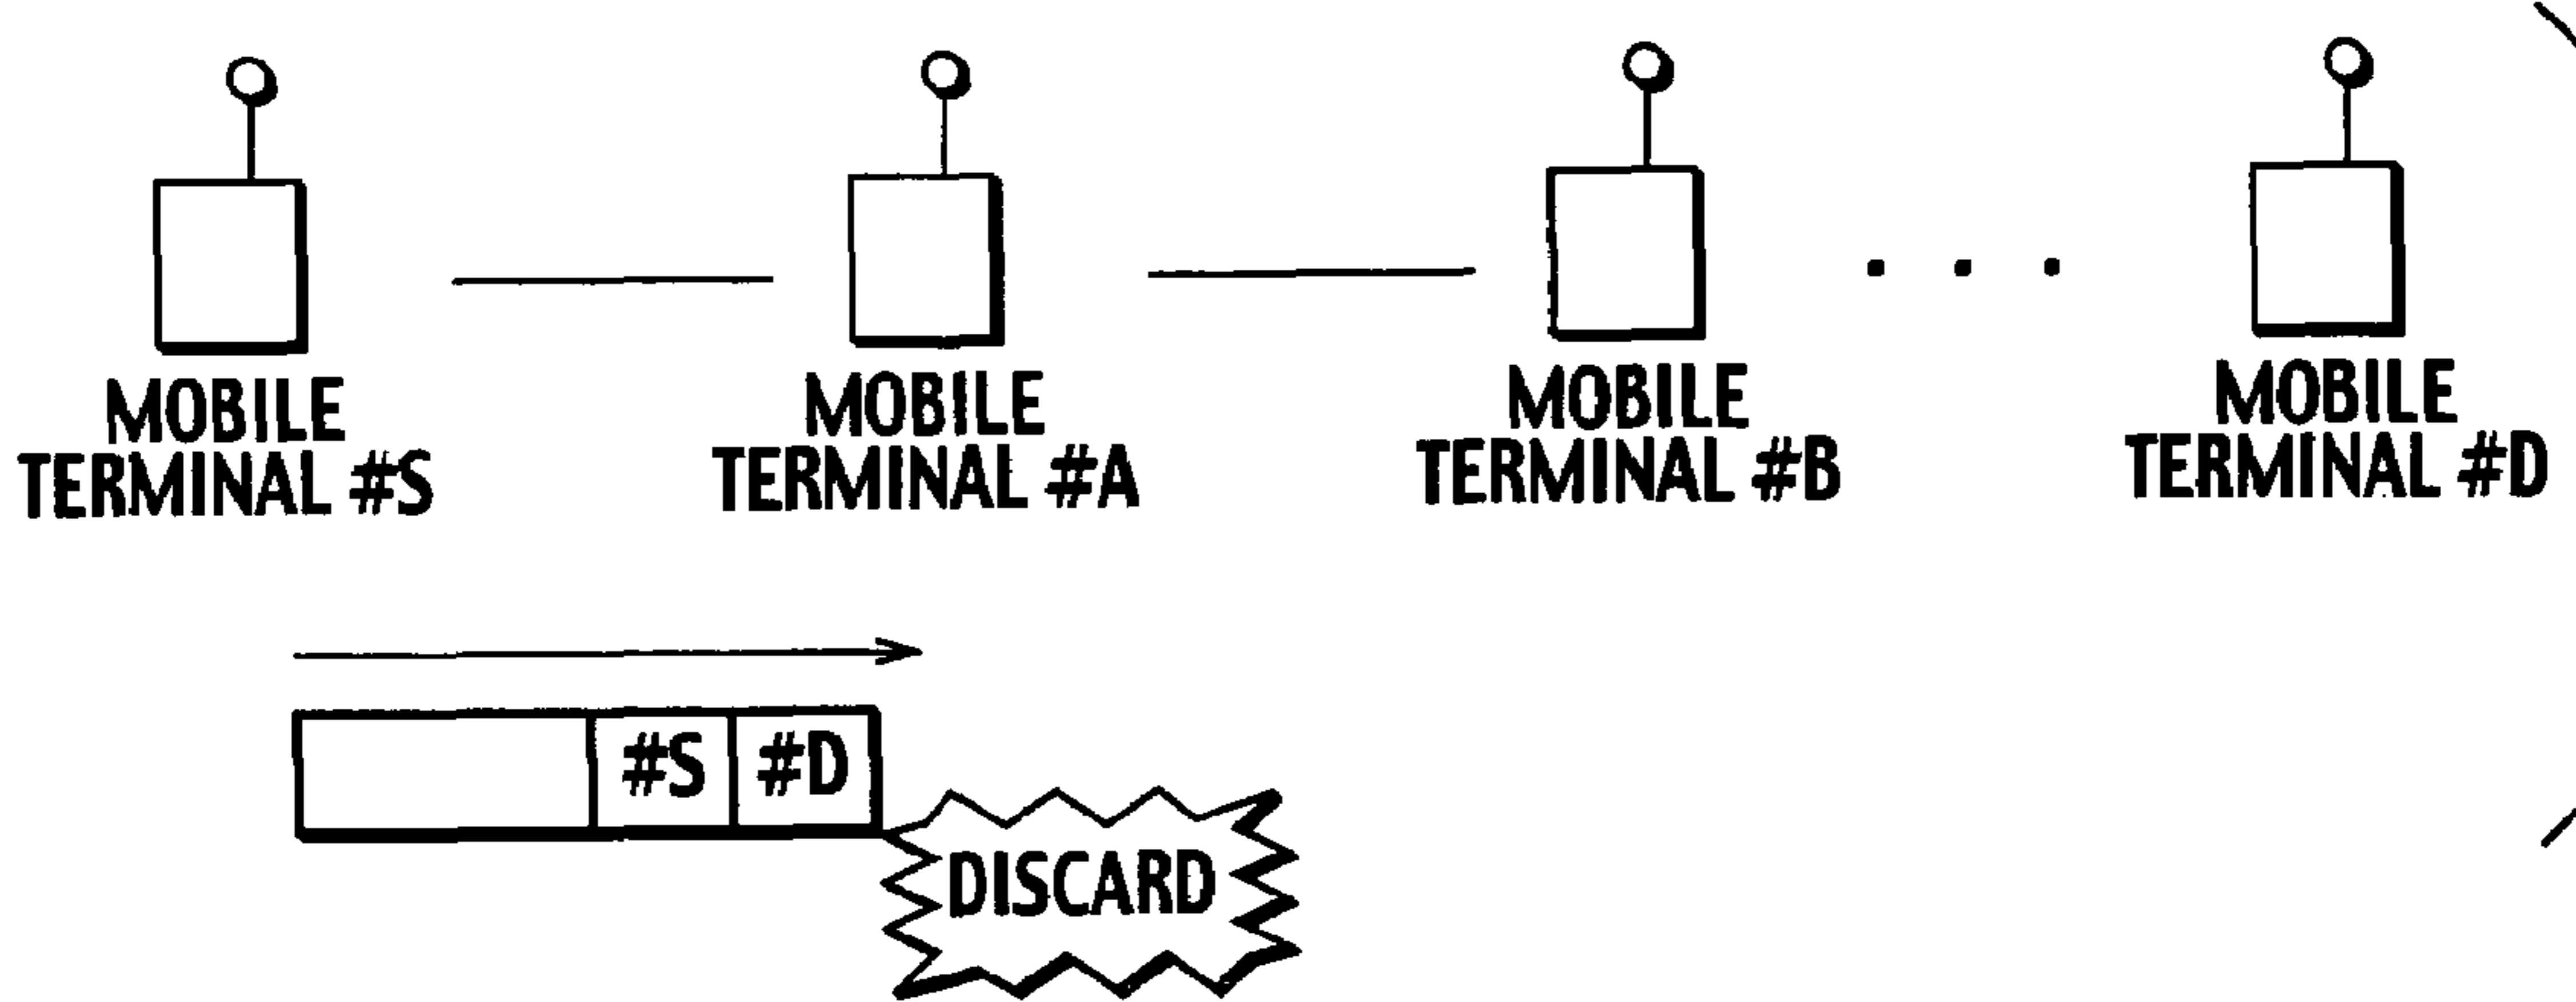 MOBILE
TERMINAL #S
MOBILE
TERMINAL #A
MOBILE
TERMINAL #B
MOBILE
TERMINAL #D
#S #D
DISCARD